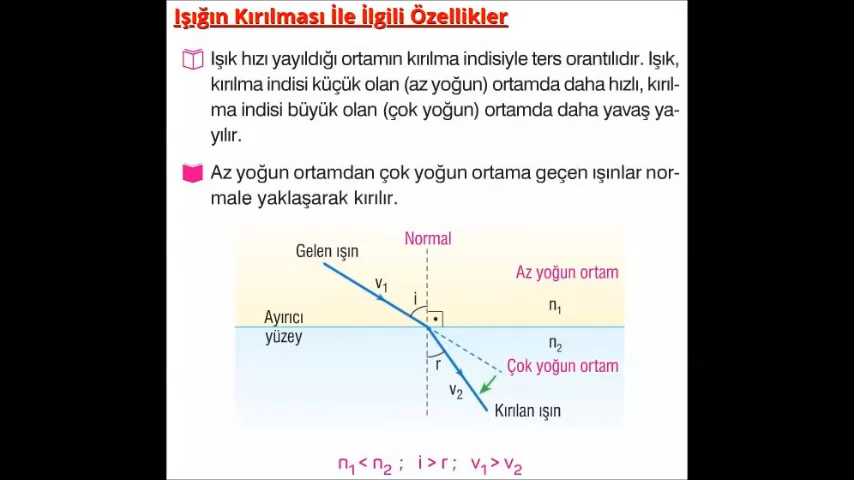 Işığın Kırılması İle İlgili Özellikler
Işık hızı yayıldığı ortamın kırılma indisiyle ters orantılıdır. Işık,
kırılma indisi küçük olan (az yoğun) ortamda daha hızlı, kırıl-
ma indisi büyük olan (çok yoğun) ortamda daha yavaş ya-
yılır.
Az yoğun ortamdan çok yoğun ortama geçen ışınlar nor-
male yaklaşarak kırılır.
Normal
Gelen ışın
Az yoğun ortam
v₁
i
n₁
Ayırıcı
yüzey
n₂
r
Çok yoğun ortam
v₂
Kırılan ışın
n₁ < n₂ ; i > r ; v₁ > v₂